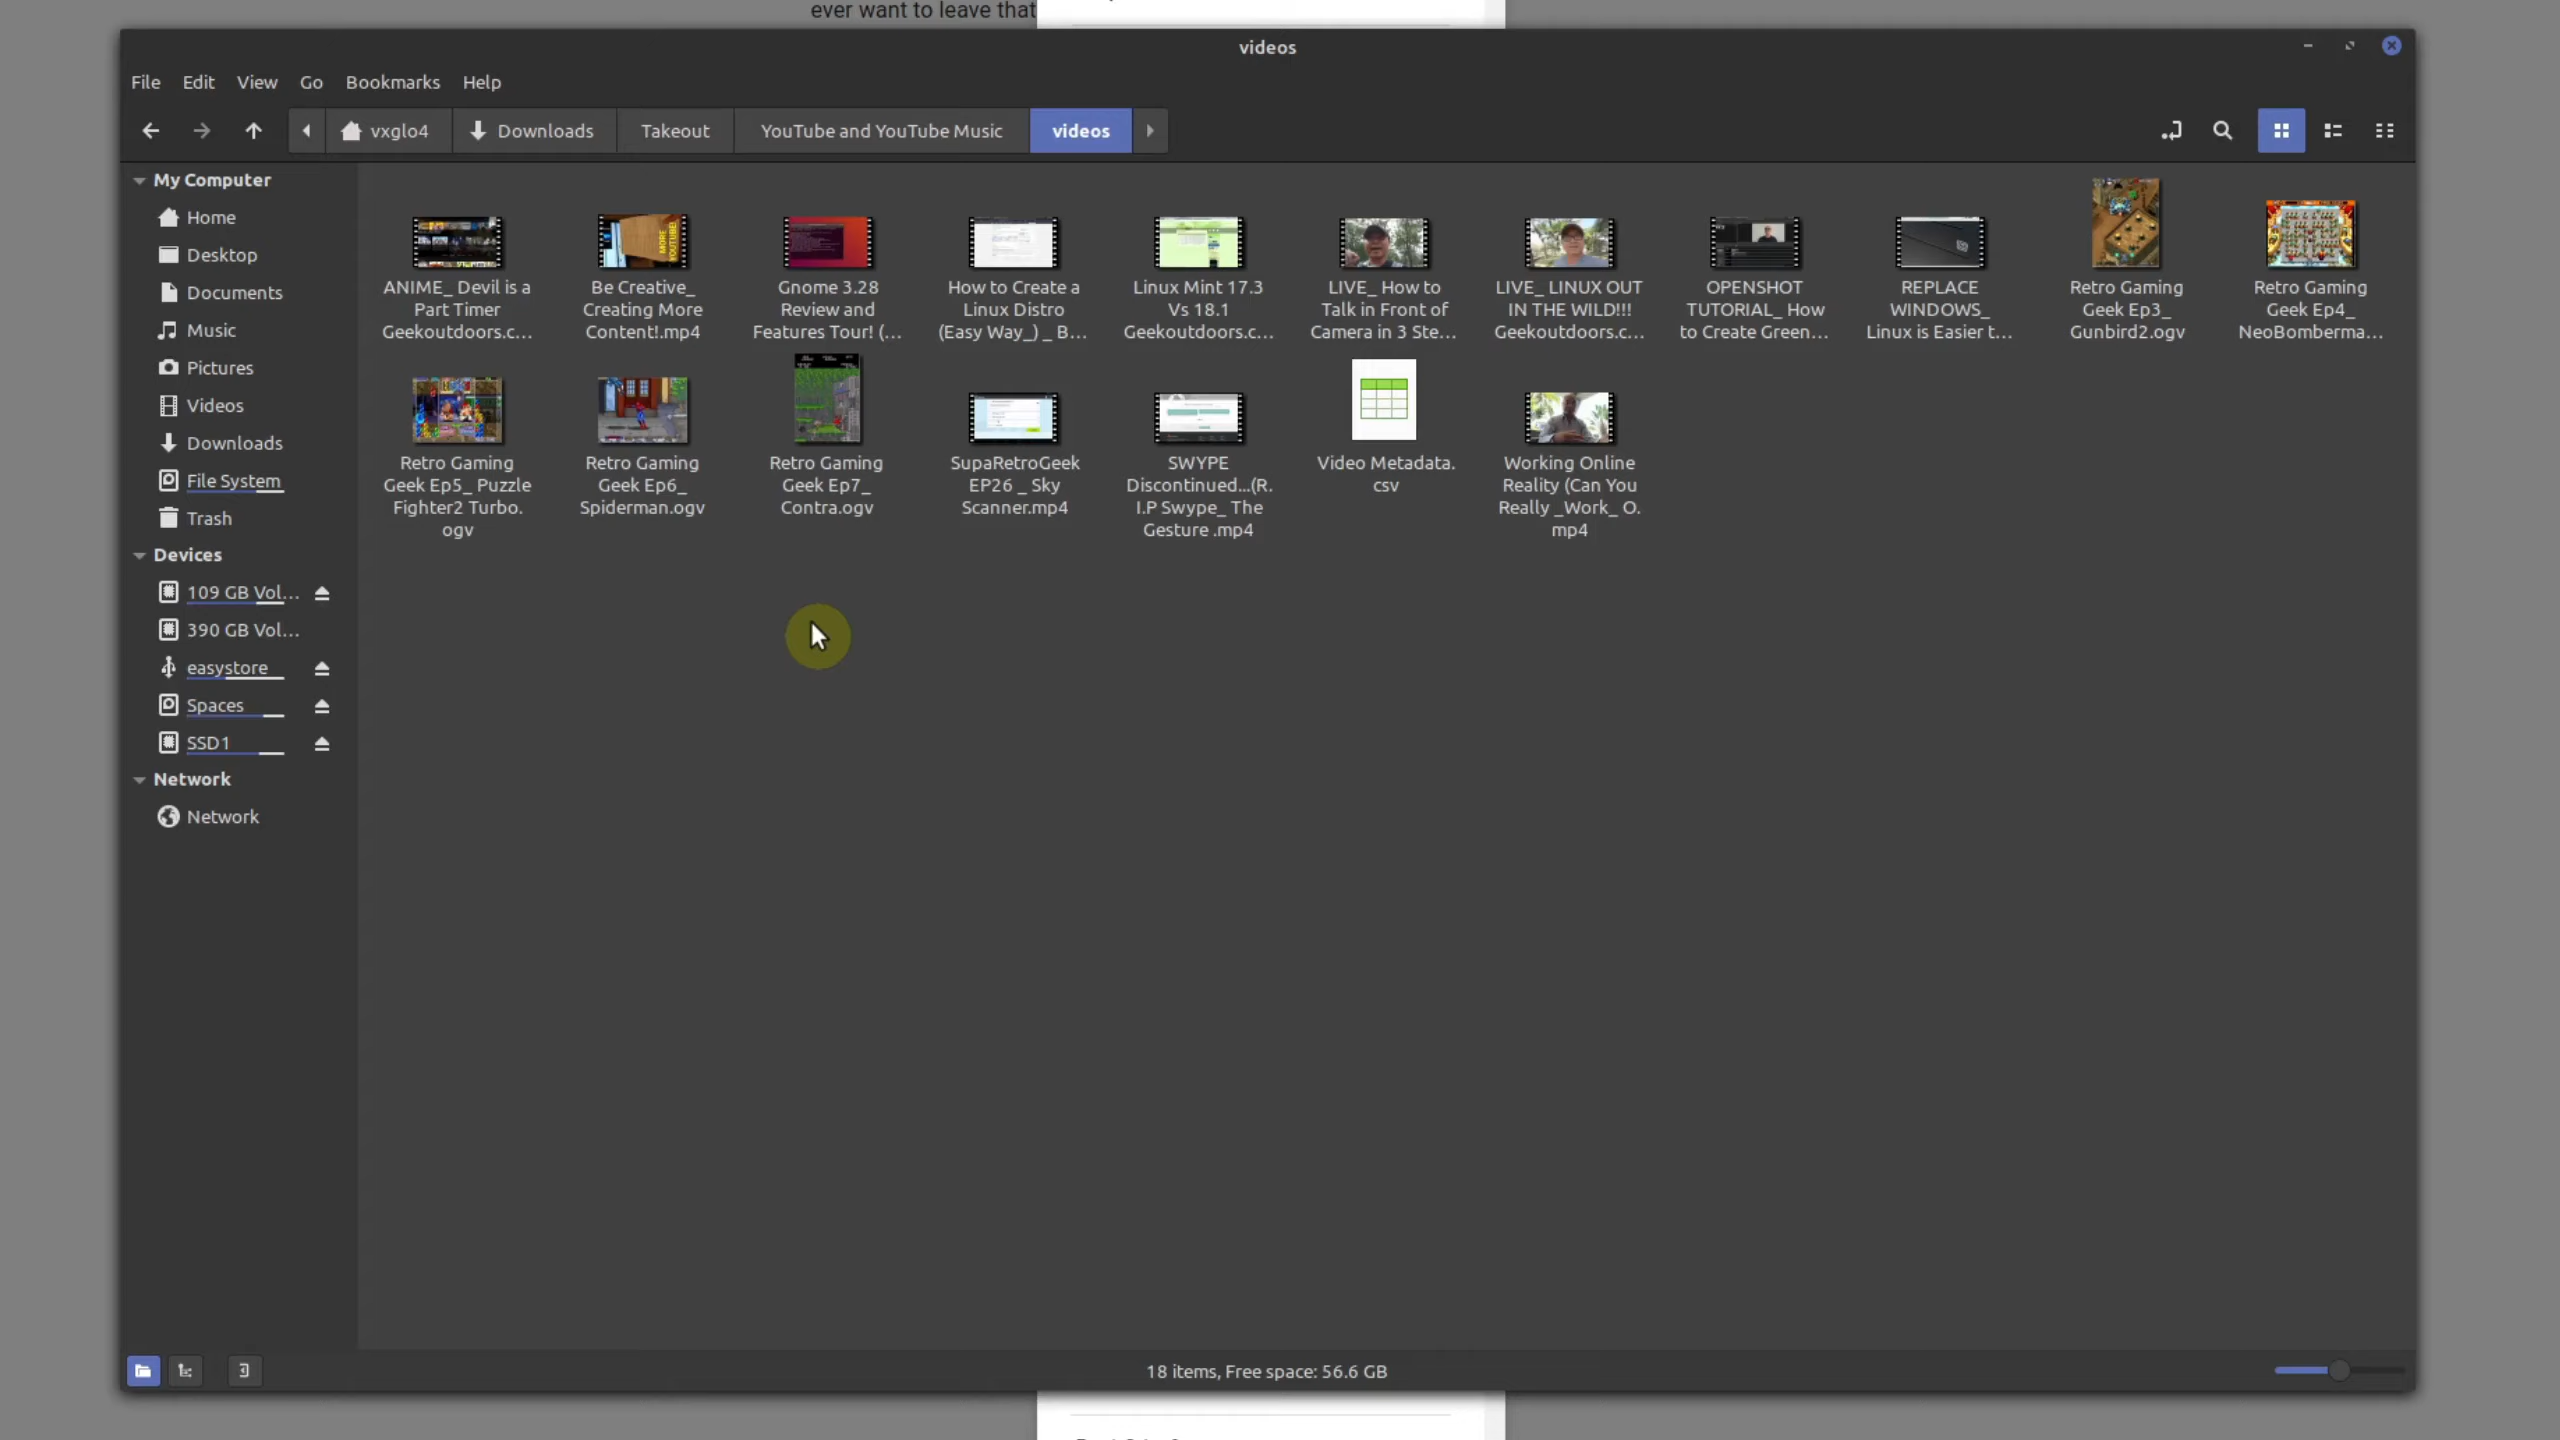 ever want to leave that
videos
File Edit View Go Bookmarks Help
vxglo4 Downloads Takeout YouTube and YouTube Music videos
My Computer
Home
Desktop
Documents
Music
Pictures
Videos
Downloads
File System
Trash
Devices
109 GB Vol...
390 GB Vol...
easystore
Spaces
SSD1
Network
Network
ANIME_ Devil is a
Part Timer
Geekoutdoors.c...
Be Creative_
Creating More
Content!.mp4
Gnome 3.28
Review and
Features Tour! (...
How to Create a
Linux Distro
(Easy Way_) _ B...
Linux Mint 17.3
Vs 18.1
Geekoutdoors.c...
LIVE_ How to
Talk in Front of
Camera in 3 Ste...
LIVE_ LINUX OUT
IN THE WILD!!!
Geekoutdoors.c...
OPENSHOT
TUTORIAL_ How
to Create Green...
REPLACE
WINDOWS_
Linux is Easier t...
Retro Gaming
Geek Ep3_
Gunbird2.ogv
Retro Gaming
Geek Ep4_
NeoBomberma...
Retro Gaming
Geek Ep5_ Puzzle
Fighter2 Turbo.
ogv
Retro Gaming
Geek Ep6_
Spiderman.ogv
Retro Gaming
Geek Ep7_
Contra.ogv
SupaRetroGeek
EP26 _ Sky
Scanner.mp4
SWYPE
Discontinued...(R.
I.P Swype_ The
Gesture .mp4
Video Metadata.
csv
Working Online
Reality (Can You
Really _Work_ O.
mp4
MORE
YOUTUBE!
18 items, Free space: 56.6 GB